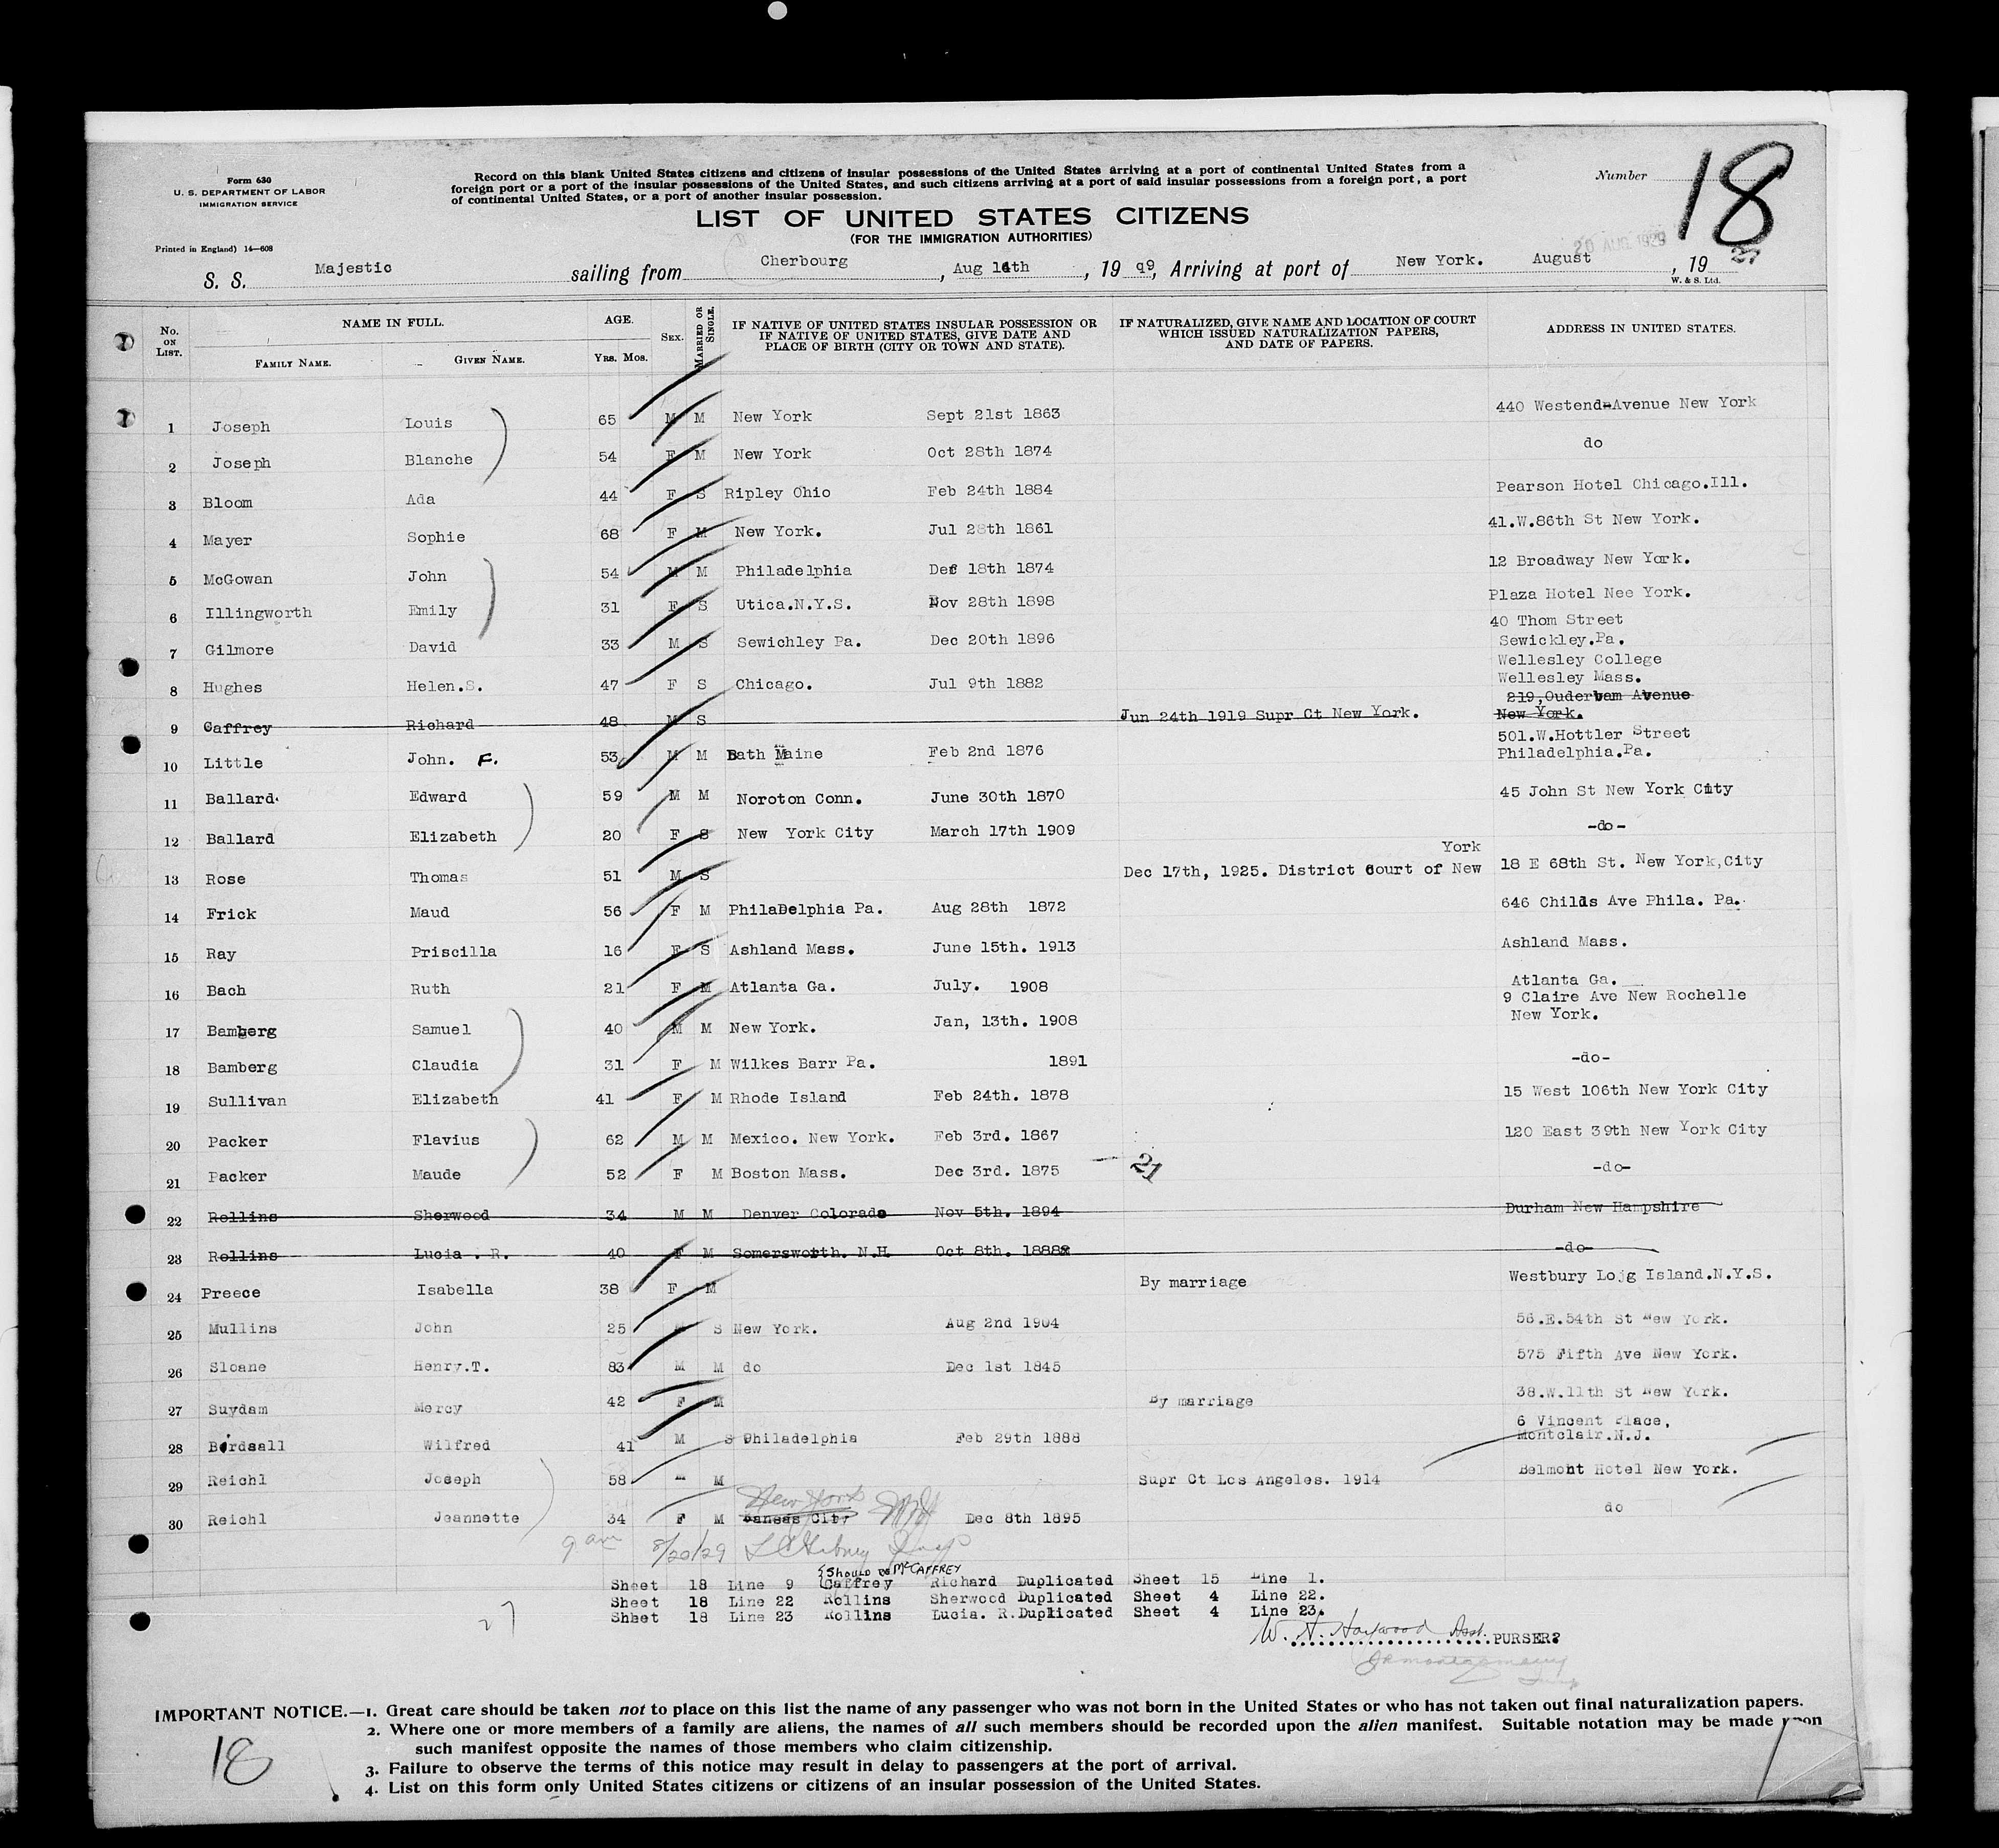 Form 630
U. S. DEPARTMENT OF LABOR
IMMIGRATION SERVICE
Printed in England) 14—608
Record on this blank United States citizens and citizens of insular possessions of the United States arriving at a port of continental United States from a
foreign port or a port of the insular possessions of the United States, and such citizens arriving at a port of said insular possessions from a foreign port, a port
of continental United States, or a port of another insular possession.
Number 18
LIST OF UNITED STATES CITIZENS
(FOR THE IMMIGRATION AUTHORITIES)
20 AUG 1929
S. S. Majestic sailing from Cherbourg, Aug 14th, 19 29, Arriving at port of New York. August, 19
W. & S. Ltd.
No. ON LIST. NAME IN FULL. AGE. SEX. MARRIED OR SINGLE. IF NATIVE OF UNITED STATES INSULAR POSSESSION OR IF NATIVE OF UNITED STATES, GIVE DATE AND PLACE OF BIRTH (CITY OR TOWN AND STATE). IF NATURALIZED, GIVE NAME AND LOCATION OF COURT WHICH ISSUED NATURALIZATION PAPERS, AND DATE OF PAPERS. ADDRESS IN UNITED STATES.
FAMILY NAME. GIVEN NAME. YRS. MOS.
1 Joseph Louis 65 M M New York Sept 21st 1863 440 Westend-Avenue New York
2 Joseph Blanche 54 F M New York Oct 28th 1874 do
3 Bloom Ada 44 F S Ripley Ohio Feb 24th 1884 Pearson Hotel Chicago.Ill.
4 Mayer Sophie 68 F M New York. Jul 28th 1861 41.W.86th St New York.
5 McGowan John 54 M M Philadelphia Dec 18th 1874 12 Broadway New York.
6 Illingworth Emily 31 F S Utica.N.Y.S. Nov 28th 1898 Plaza Hotel Nee York.
7 Gilmore David 33 M S Sewichley Pa. Dec 20th 1896 40 Thom Street
Sewickley.Pa.
8 Hughes Helen.S. 47 F S Chicago. Jul 9th 1882 Wellesley College
Wellesley Mass.
9 Caffrey Richard 48 M S Jun 24th 1919 Supr Ct New York. 219, Avenue
New York.
10 Little John. F. 53 M M Bath Maine Feb 2nd 1876 501.W.Hottler Street
Philadelphia.Pa.
11 Ballard Edward 59 M M Noroton Conn. June 30th 1870 45 John St New York City
12 Ballard Elizabeth 20 F S New York City March 17th 1909 -do-
13 Rose Thomas 51 M S Dec 17th, 1925. District Court of New York 18 E 68th St. New York,City
14 Frick Maud 56 F M PhilaDelphia Pa. Aug 28th 1872 646 Childs Ave Phila. Pa.
15 Ray Priscilla 16 F S Ashland Mass. June 15th. 1913 Ashland Mass.
16 Bach Ruth 21 F M Atlanta Ga. July. 1908 Atlanta Ga.
17 Bamberg Samuel 40 M M New York. Jan, 13th. 1908 9 Claire Ave New Rochelle
New York.
18 Bamberg Claudia 31 F M Wilkes Barr Pa. 1891 -do-
19 Sullivan Elizabeth 41 F M Rhode Island Feb 24th. 1878 15 West 106th New York City
20 Packer Flavius 62 M M Mexico. New York. Feb 3rd. 1867 120 East 39th New York City
21 Packer Maude 52 F M Boston Mass. Dec 3rd. 1875 — 21 -do-
22 Rollins Sherwood 34 M M Denver Colorado Nov 5th. 1894 Durham New Hampshire
23 Rollins Lucia . R. 40 F M Somersworth. N.H. Oct 8th. 1888 -do-
24 Preece Isabella 38 F M By marriage Westbury Lojg Island.N.Y.S.
25 Mullins John 25 S New York. Aug 2nd 1904 56.E.54th St New York.
26 Sloane Henry.T. 83 M M do Dec 1st 1845 575 Fifth Ave New York.
27 Suydam Mercy 42 F M By marriage 38.W.11th St New York.
28 Birdsall Wilfred 41 M S Philadelphia Feb 29th 1888 6 Vincent Place,
Montclair.N.J.
29 Reichl Joseph 58 M Supr Ct Los Angeles. 1914 Belmont Hotel New York.
30 Reichl Jeannette 34 F M Kansas City New York Dec 8th 1895 do
9 am 8/20/29
{Should be McCAFFREY
Sheet 18 Line 9 Caffrey Richard Duplicated Sheet 15 Line 1.
Sheet 18 Line 22 Rollins Sherwood Duplicated Sheet 4 Line 22.
Shhet 18 Line 23 Rollins Lucia. R.Duplicated Sheet 4 Line 23.
27
W. H. Haywood Asst. PURSER
IMPORTANT NOTICE.—1. Great care should be taken not to place on this list the name of any passenger who was not born in the United States or who has not taken out final naturalization papers.
2. Where one or more members of a family are aliens, the names of all such members should be recorded upon the alien manifest. Suitable notation may be made upon
such manifest opposite the names of those members who claim citizenship.
3. Failure to observe the terms of this notice may result in delay to passengers at the port of arrival.
4. List on this form only United States citizens or citizens of an insular possession of the United States.
18